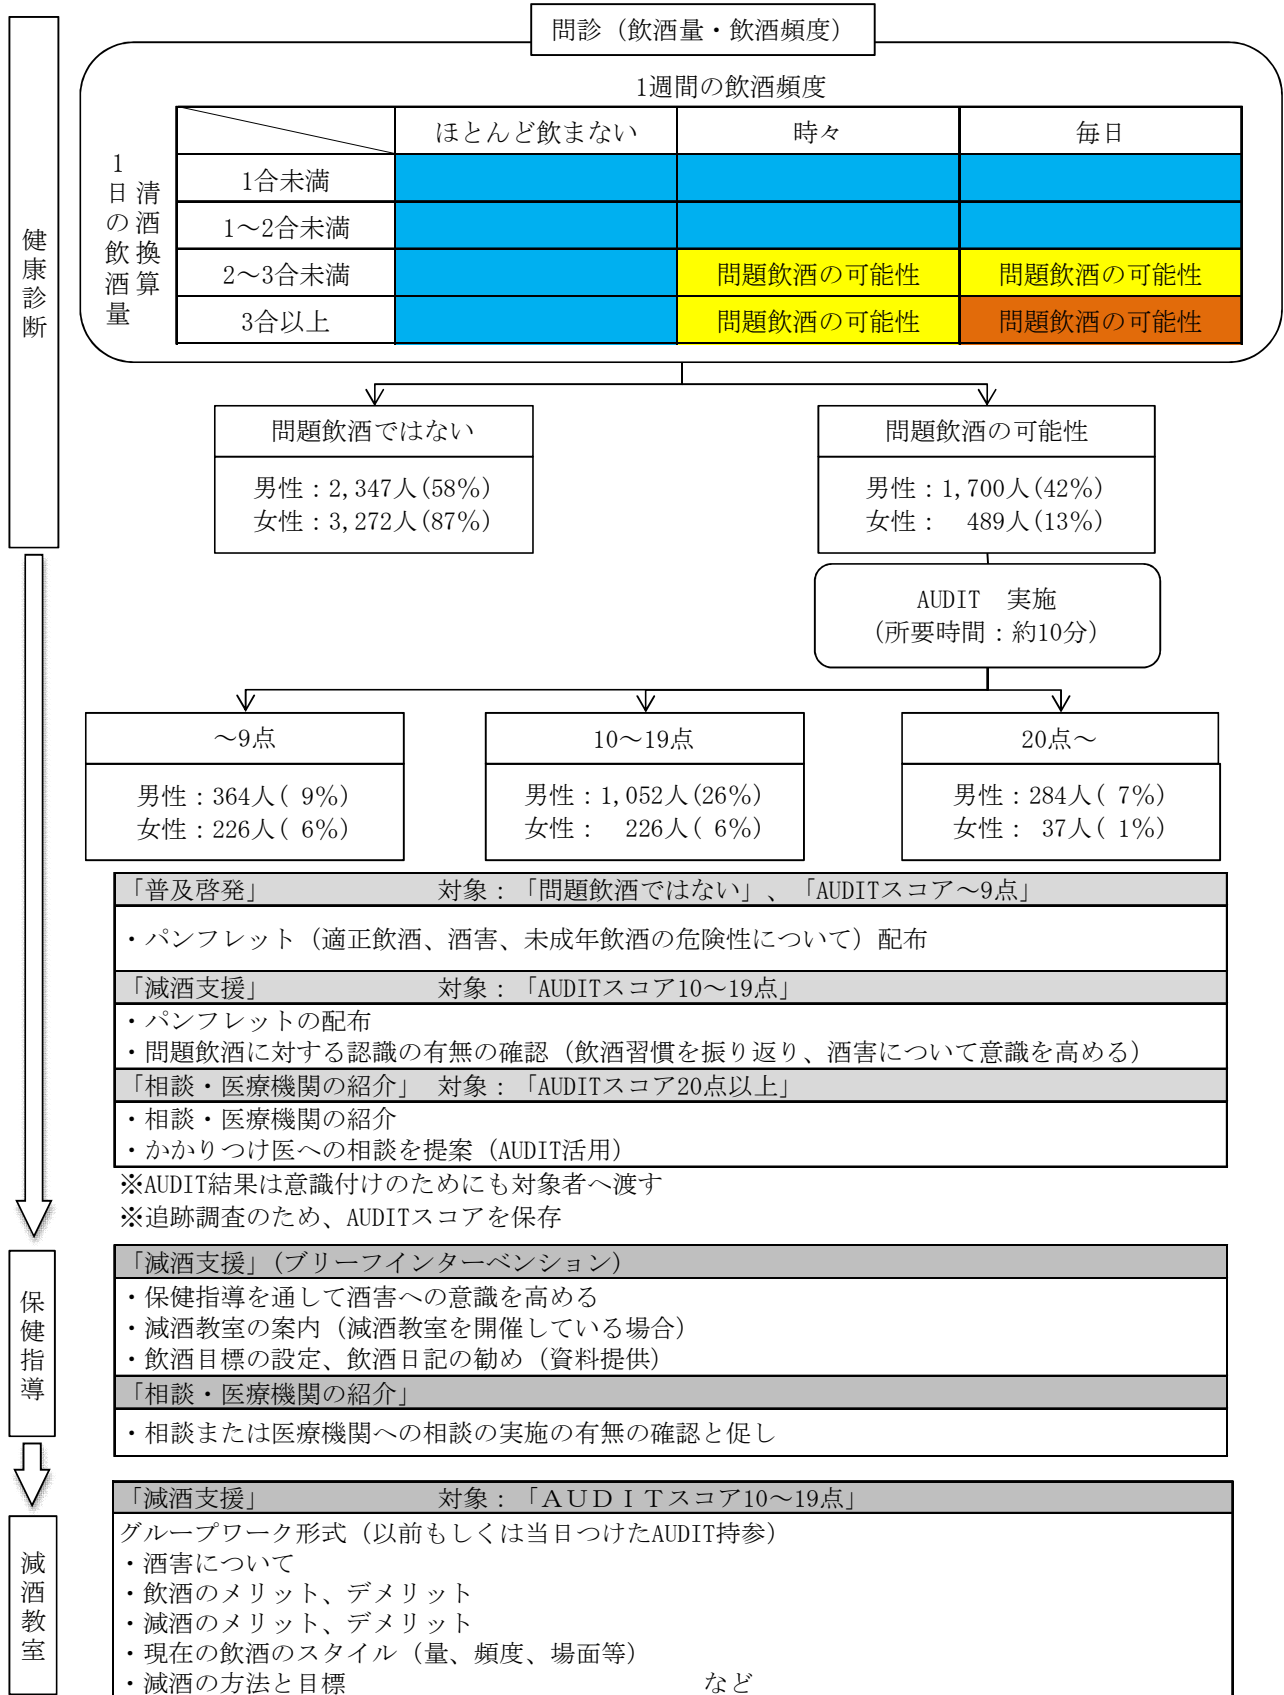 問診（飲酒量・飲酒頻度）
1週間の飲酒頻度
ほとんど飲まない 時々 毎日
清酒換算
1日の飲酒量
1合未満
1～2合未満
2～3合未満 問題飲酒の可能性 問題飲酒の可能性
3合以上 問題飲酒の可能性 問題飲酒の可能性
健康診断
問題飲酒ではない
男性：2,347人(58%)
女性：3,272人(87%)
問題飲酒の可能性
男性：1,700人(42%)
女性： 489人(13%)
AUDIT 実施
（所要時間：約10分）
～9点
男性：364人( 9%)
女性：226人( 6%)
10～19点
男性：1,052人(26%)
女性： 226人( 6%)
20点～
男性：284人( 7%)
女性： 37人( 1%)
「普及啓発」 対象：「問題飲酒ではない」、「AUDITスコア～9点」
・パンフレット（適正飲酒、酒害、未成年飲酒の危険性について）配布
「減酒支援」 対象：「AUDITスコア10～19点」
・パンフレットの配布
・問題飲酒に対する認識の有無の確認（飲酒習慣を振り返り、酒害について意識を高める）
「相談・医療機関の紹介」 対象：「AUDITスコア20点以上」
・相談・医療機関の紹介
・かかりつけ医への相談を提案（AUDIT活用）
※AUDIT結果は意識付けのためにも対象者へ渡す
※追跡調査のため、AUDITスコアを保存
保健指導
「減酒支援」（ブリーフインターベンション）
・保健指導を通して酒害への意識を高める
・減酒教室の案内（減酒教室を開催している場合）
・飲酒目標の設定、飲酒日記の勧め（資料提供）
「相談・医療機関の紹介」
・相談または医療機関への相談の実施の有無の確認と促し
減酒教室
「減酒支援」 対象：「ＡＵＤＩＴスコア10～19点」
グループワーク形式（以前もしくは当日つけたAUDIT持参）
・酒害について
・飲酒のメリット、デメリット
・減酒のメリット、デメリット
・現在の飲酒のスタイル（量、頻度、場面等）
・減酒の方法と目標 など